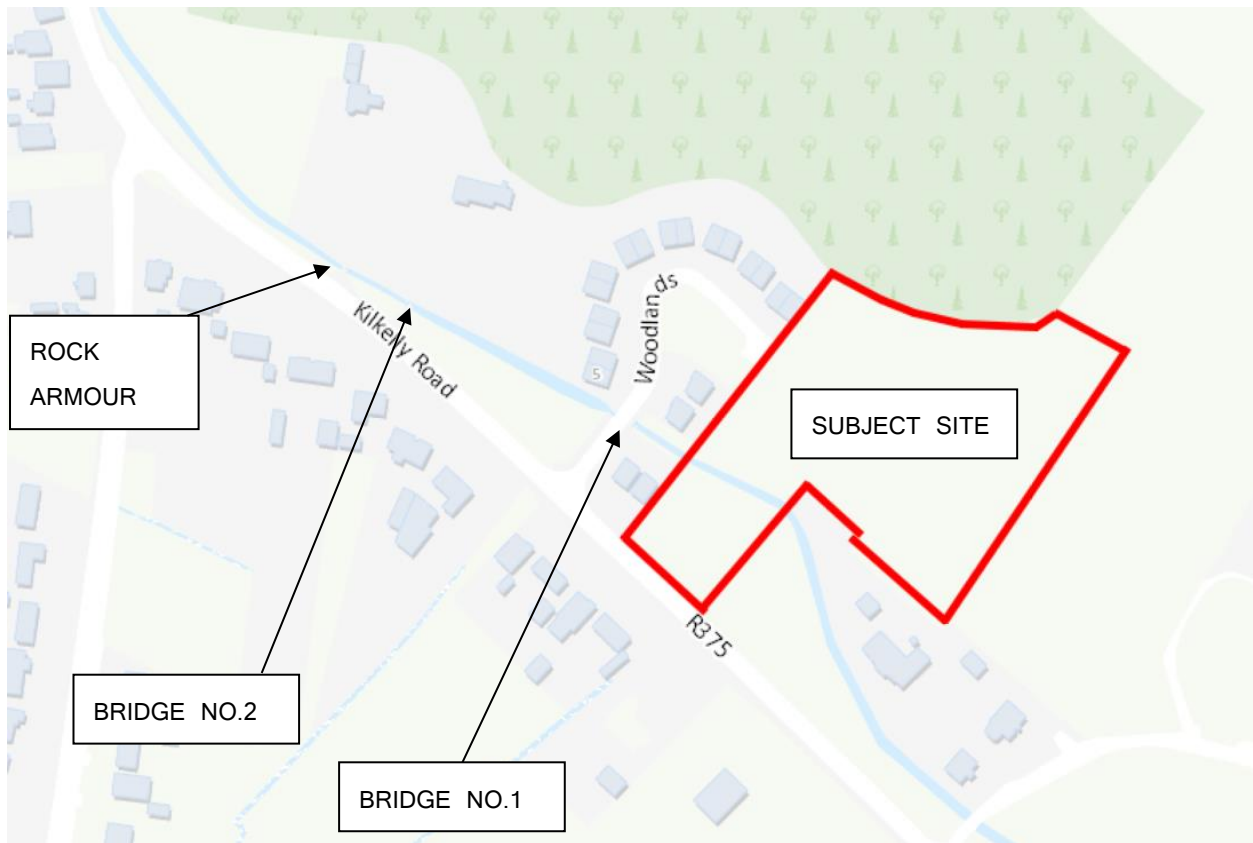 ROCK
ARMOUR
Kilkelly Road
Woodlands
5
SUBJECT SITE
R375
BRIDGE NO.2
BRIDGE NO.1